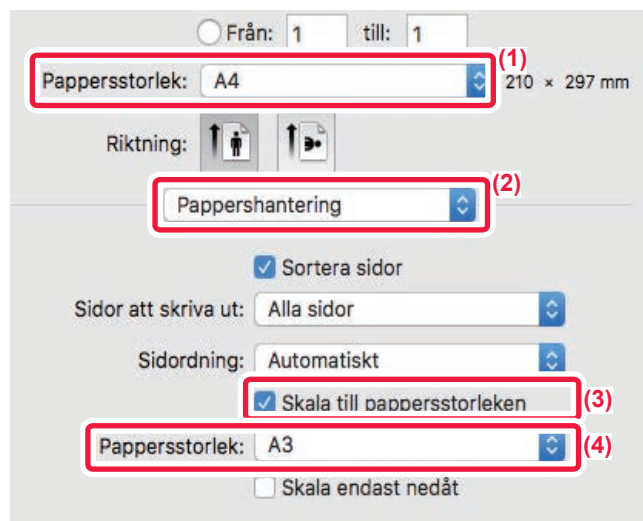 Från: 1 till: 1
(1)
Pappersstorlek: A4 210 × 297 mm
Riktning:
(2)
Pappershantering
Sortera sidor
Sidor att skriva ut: Alla sidor
Sidordning: Automatiskt
Skala till pappersstorleken (3)
Pappersstorlek: A3 (4)
Skala endast nedåt